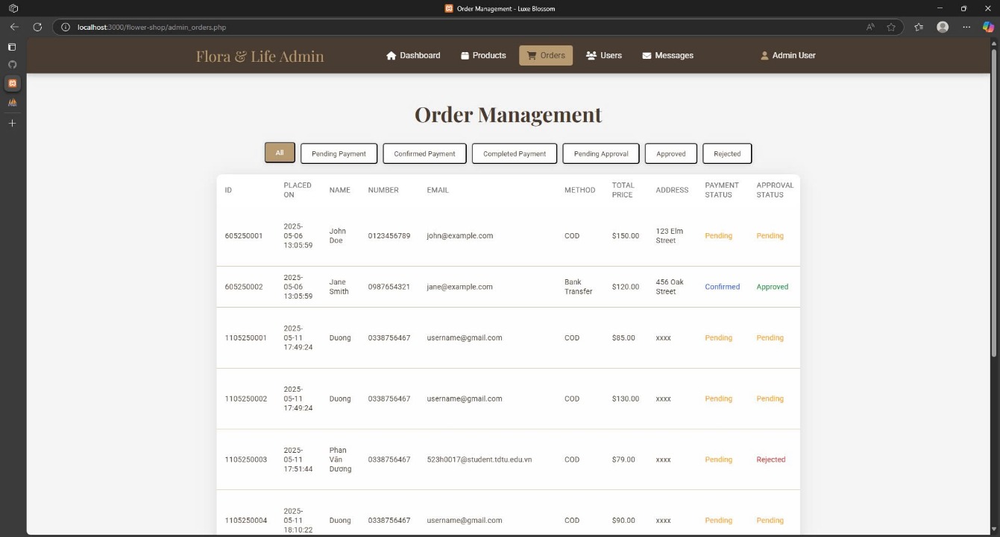 Order Management - Luxe Blossom
localhost:3000/flower-shop/admin_orders.php
Flora & Life Admin
Dashboard
Products
Orders
Users
Messages
Admin User
Order Management
All
Pending Payment
Confirmed Payment
Completed Payment
Pending Approval
Approved
Rejected
ID
PLACED
ON
NAME
NUMBER
EMAIL
METHOD
TOTAL
PRICE
ADDRESS
PAYMENT
STATUS
APPROVAL
STATUS
605250001
2025-
05-06
13:05:59
John
Doe
0123456789
john@example.com
COD
$150.00
123 Elm
Street
Pending
Pending
605250002
2025-
05-06
13:05:59
Jane
Smith
0987654321
jane@example.com
Bank
Transfer
$120.00
456 Oak
Street
Confirmed
Approved
1105250001
2025-
05-11
17:49:24
Duong
0338756467
username@gmail.com
COD
$85.00
xxxx
Pending
Pending
1105250002
2025-
05-11
17:49:24
Duong
0338756467
username@gmail.com
COD
$130.00
xxxx
Pending
Pending
1105250003
2025-
05-11
17:51:44
Phan
Văn
Dương
0338756467
523h0017@student.tdtu.edu.vn
COD
$79.00
xxxx
Pending
Rejected
1105250004
2025-
05-11
18:10:22
Duong
0338756467
username@gmail.com
COD
$90.00
xxxx
Pending
Pending